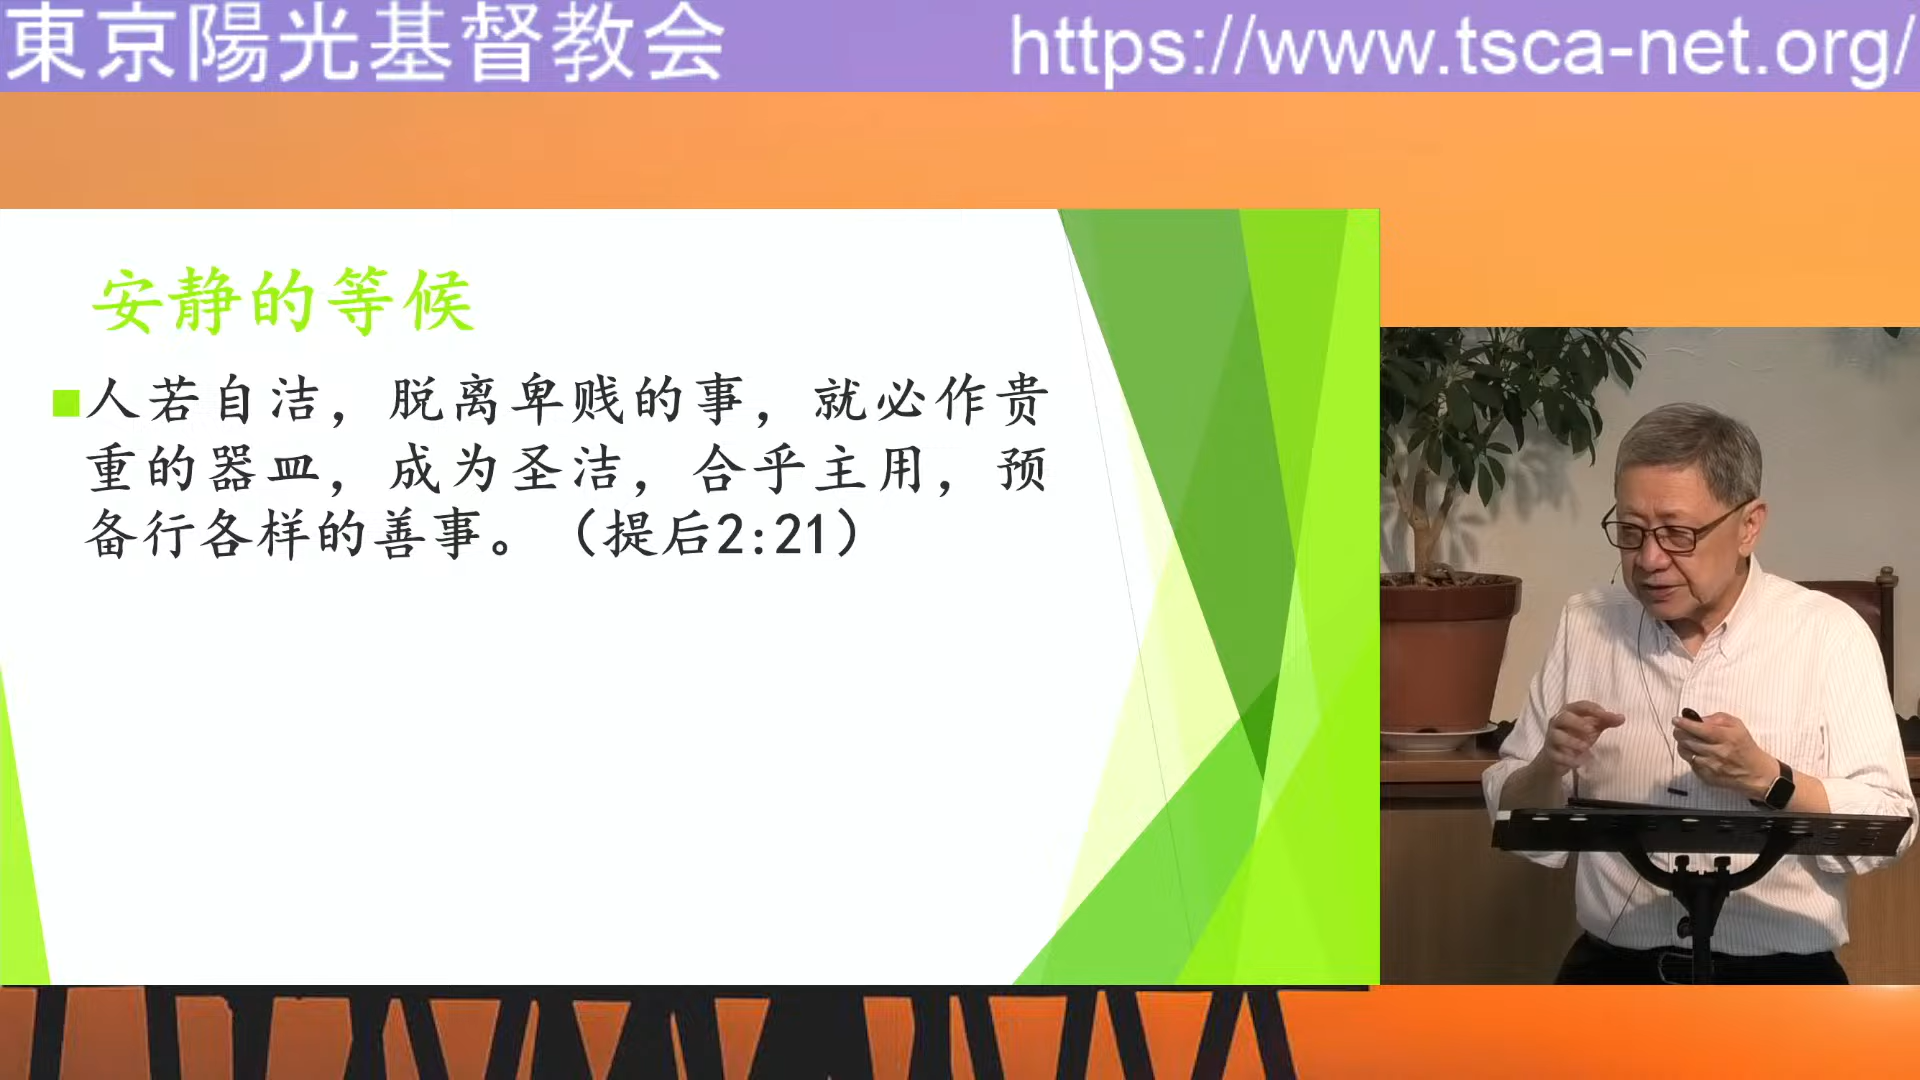 東京陽光基督教会 https://www.tsca-net.org/
安静的等候
人若自洁，脱离卑贱的事，就必作贵
重的器皿，成为圣洁，合乎主用，预
备行各样的善事。（提后2:21）